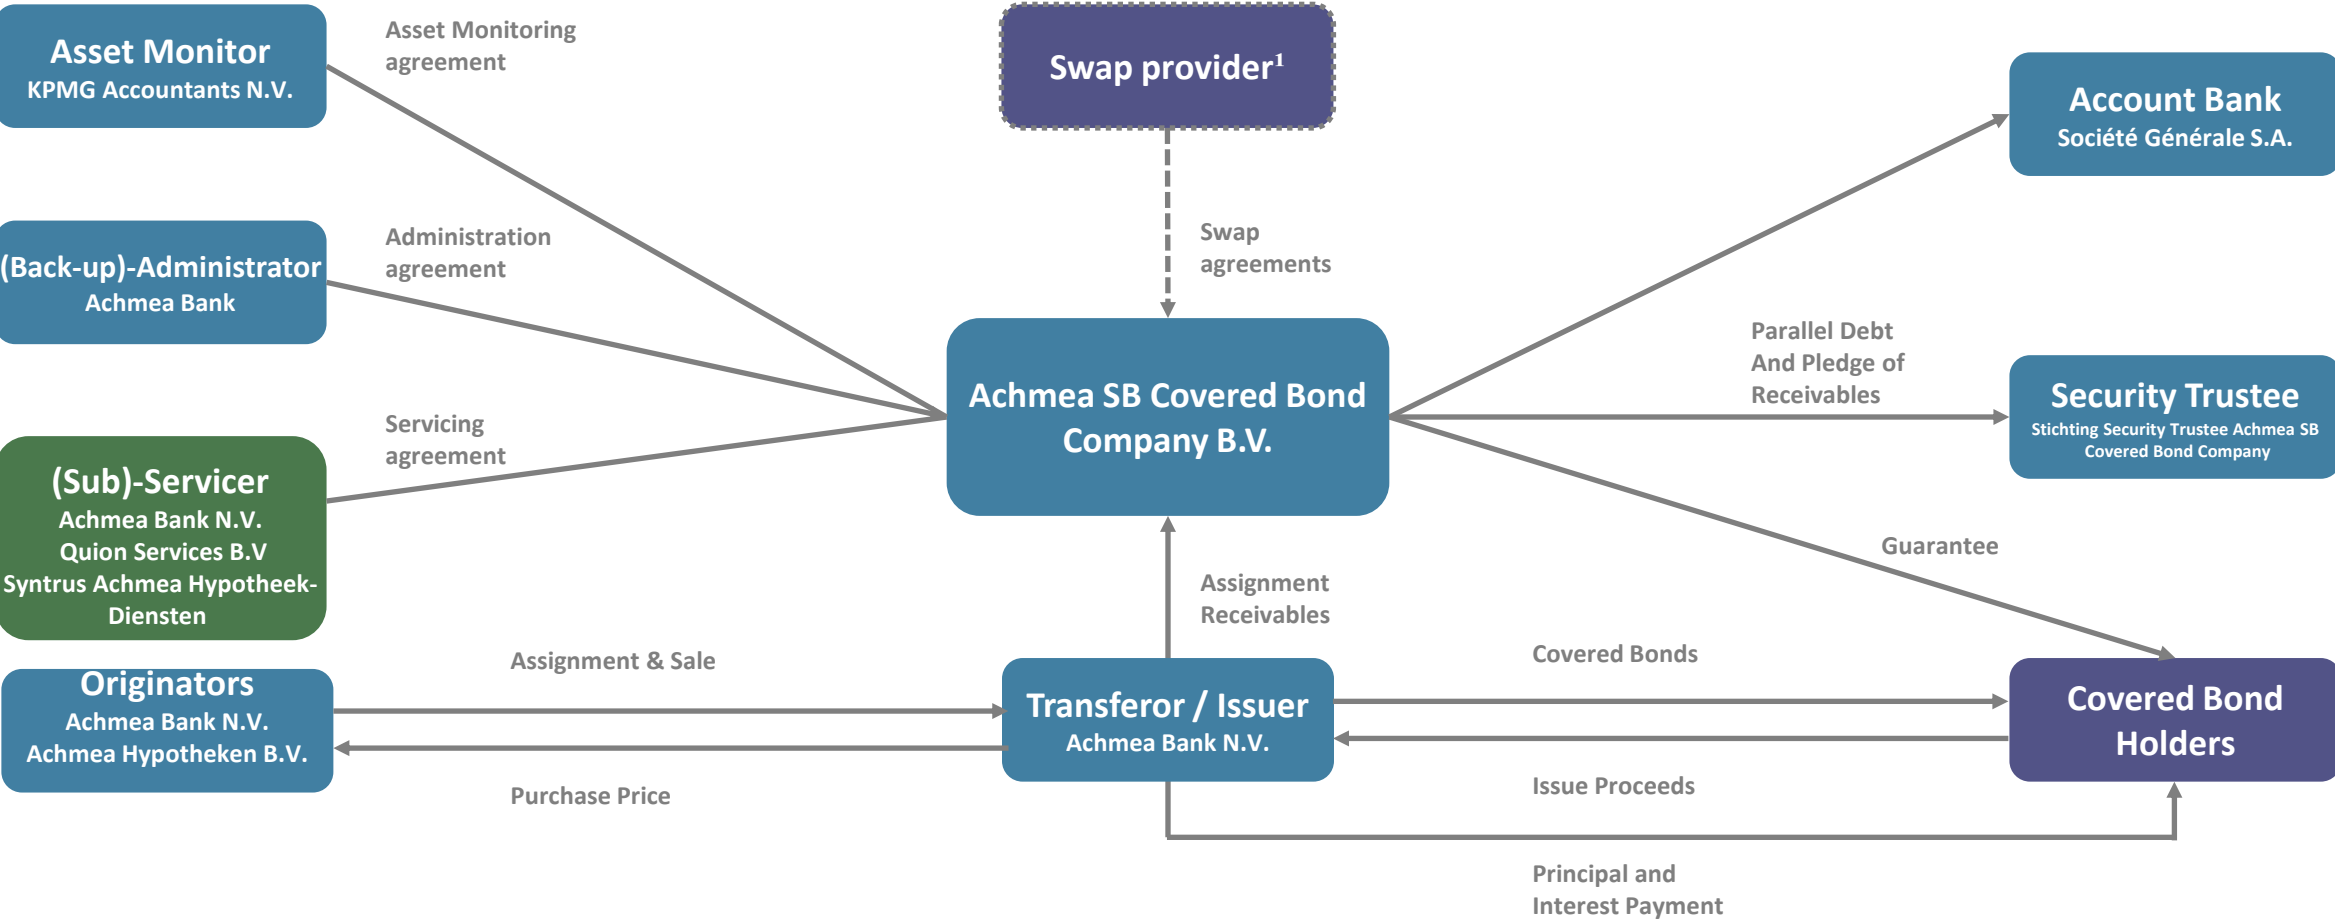 Asset Monitor
KPMG Accountants N.V.
Asset Monitoring
agreement
Swap provider¹
Account Bank
Société Générale S.A.
(Back-up)-Administrator
Achmea Bank
Administration
agreement
Swap
agreements
Parallel Debt
And Pledge of
Receivables
Achmea SB Covered Bond
Company B.V.
Security Trustee
Stichting Security Trustee Achmea SB
Covered Bond Company
Servicing
agreement
(Sub)-Servicer
Achmea Bank N.V.
Quion Services B.V
Syntrus Achmea Hypotheek-
Diensten
Guarantee
Assignment
Receivables
Assignment & Sale
Covered Bonds
Originators
Achmea Bank N.V.
Achmea Hypotheken B.V.
Transferor / Issuer
Achmea Bank N.V.
Covered Bond
Holders
Purchase Price
Issue Proceeds
Principal and
Interest Payment